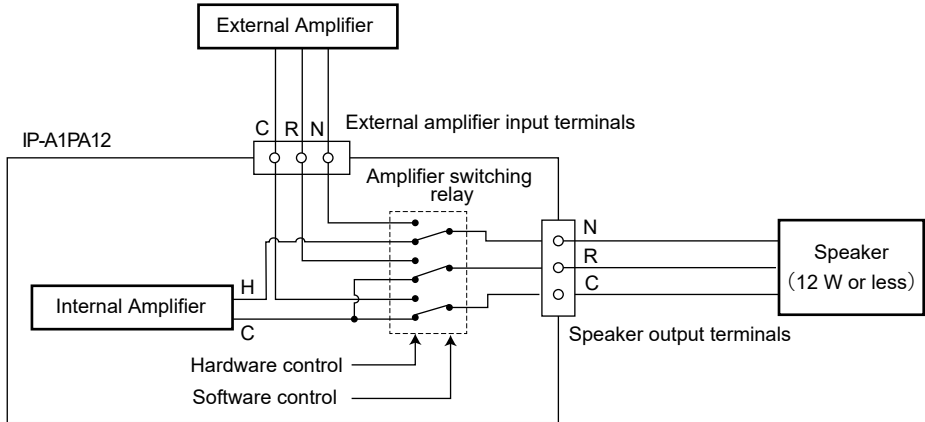 External Amplifier
C R N
External amplifier input terminals
IP-A1PA12
Amplifier switching
relay
N
R
C
Speaker
（12 W or less）
H
Internal Amplifier
C
Speaker output terminals
Hardware control
Software control